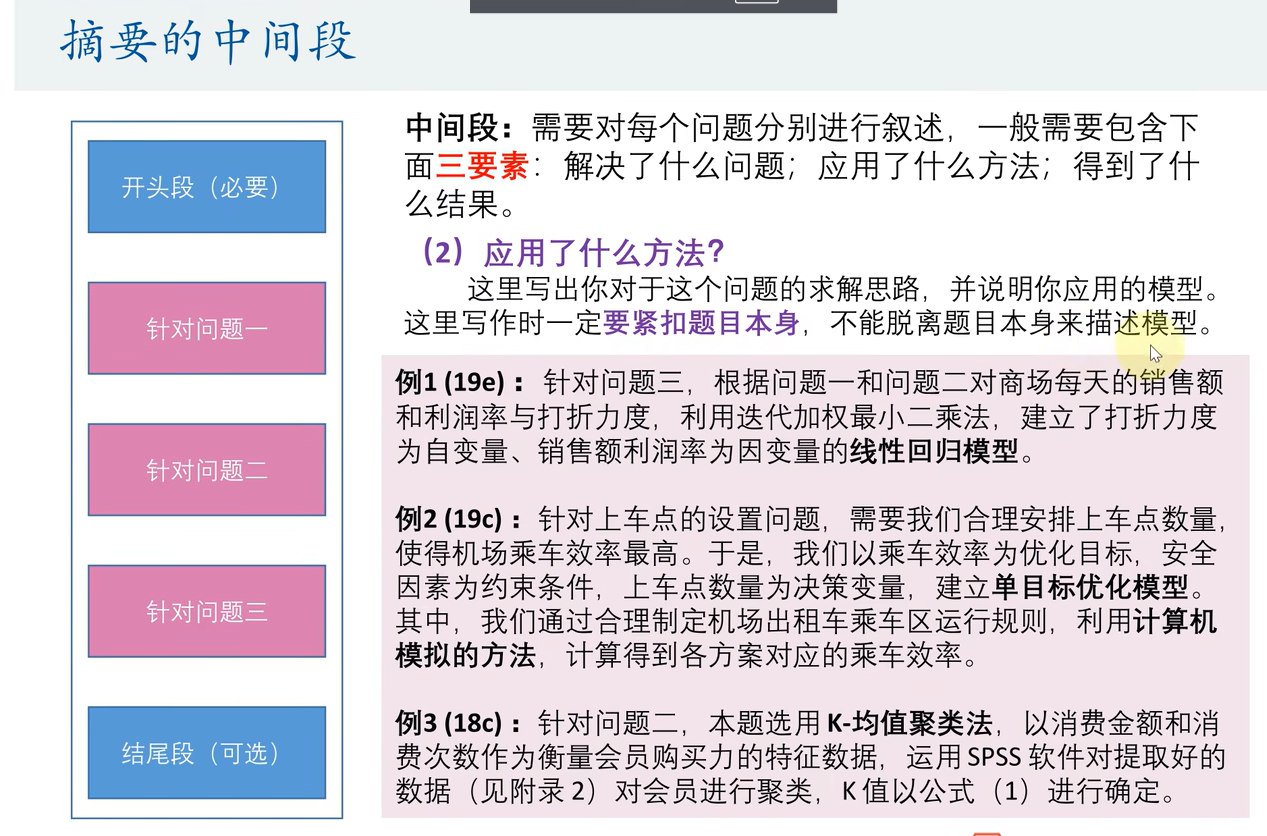 摘要的中间段
开头段（必要）
针对问题一
针对问题二
针对问题三
结尾段（可选）
中间段：需要对每个问题分别进行叙述，一般需要包含下
面三要素：解决了什么问题；应用了什么方法；得到了什
么结果。
（2）应用了什么方法？
这里写出你对于这个问题的求解思路，并说明你应用的模型。
这里写作时一定要紧扣题目本身，不能脱离题目本身来描述模型。
例1 (19e)：针对问题三，根据问题一和问题二对商场每天的销售额
和利润率与打折力度，利用迭代加权最小二乘法，建立了打折力度
为自变量、销售额利润率为因变量的线性回归模型。
例2 (19c)：针对上车点的设置问题，需要我们合理安排上车点数量，
使得机场乘车效率最高。于是，我们以乘车效率为优化目标，安全
因素为约束条件，上车点数量为决策变量，建立单目标优化模型。
其中，我们通过合理制定机场出租车乘车区运行规则，利用计算机
模拟的方法，计算得到各方案对应的乘车效率。
例3 (18c)：针对问题二，本题选用 K-均值聚类法，以消费金额和消
费次数作为衡量会员购买力的特征数据，运用 SPSS 软件对提取好的
数据（见附录 2）对会员进行聚类，K 值以公式（1）进行确定。